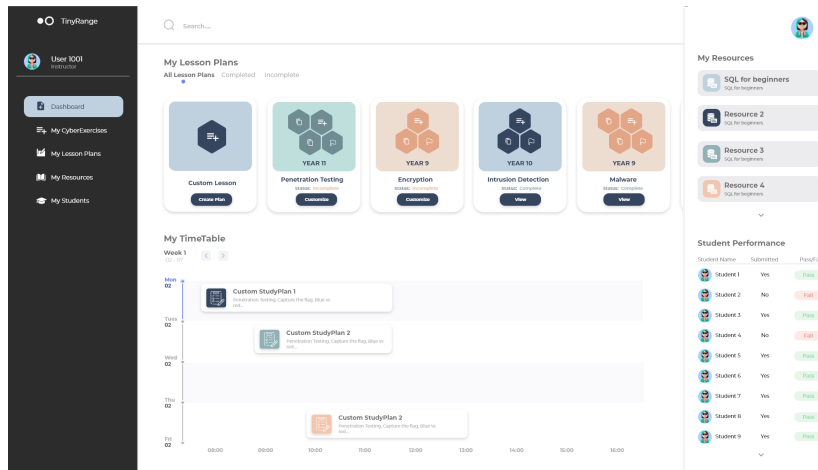 TinyRange
Search....
User 1001
Instructor
Dashboard
My CyberExercises
My Lesson Plans
My Resources
My Students
My Lesson Plans
All Lesson Plans Completed Incomplete
Custom Lesson
Create Plan
YEAR 11
Penetration Testing
Status: Incomplete
Customize
YEAR 9
Encryption
Status: Incomplete
Customize
YEAR 10
Intrusion Detection
Status: Complete
View
YEAR 9
Malware
Status: Complete
View
My TimeTable
Week 1
02 - 07
Mon
02
Custom StudyPlan 1
Penetration Testing, Capture the flag, Blue vs
red...
Tues
02
Custom StudyPlan 2
Penetration Testing, Capture the flag, Blue vs
red...
Wed
02
Thu
02
Custom StudyPlan 2
Penetration Testing, Capture the flag, Blue vs
red...
Fri
02
08:00 09:00 10:00 11:00 12:00 13:00 14:00 15:00 16:00
My Resources
SQL for beginners
SQL for beginners
Resource 2
SQL for beginners
Resource 3
SQL for beginners
Resource 4
SQL for beginners
Student Performance
Student Name Submitted Pass/Fa
Student 1 Yes Pass
Student 2 No Fail
Student 3 Yes Pass
Student 4 No Fail
Student 5 Yes Pass
Student 6 Yes Pass
Student 7 Yes Pass
Student 8 Yes Pass
Student 9 Yes Pass